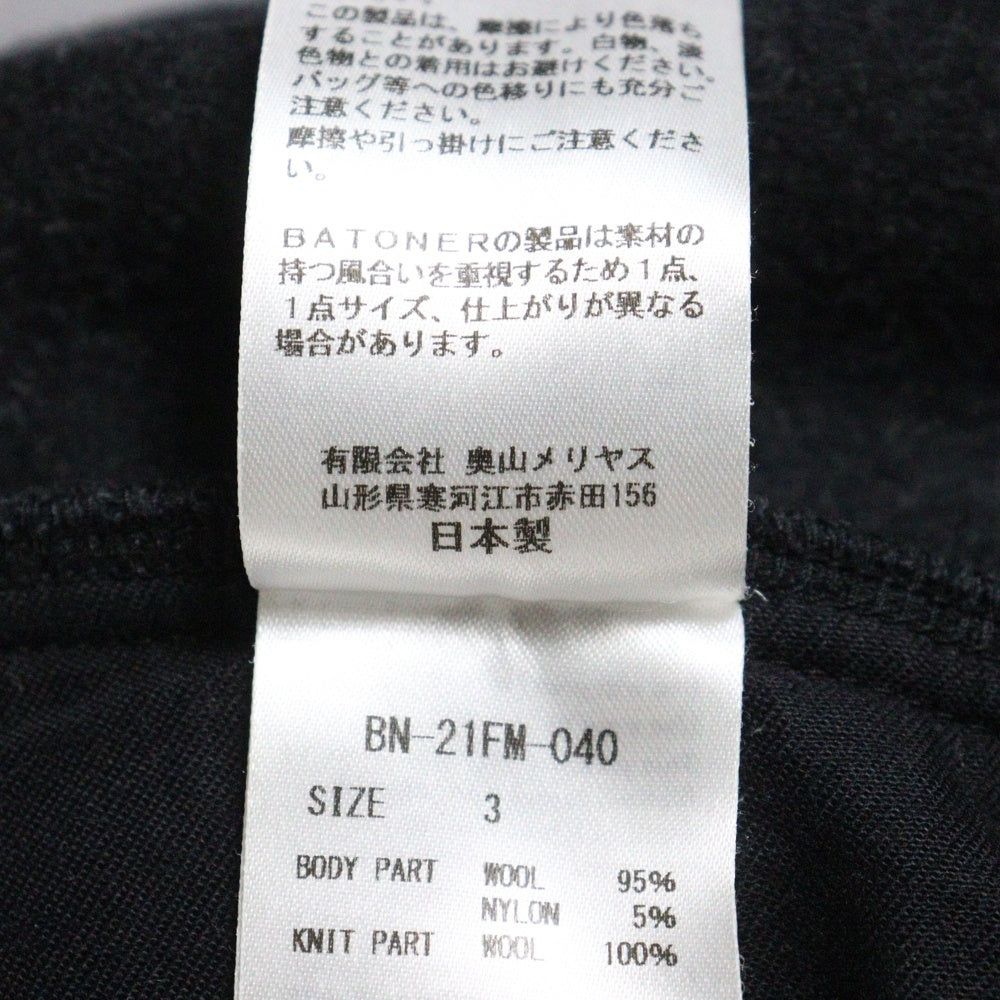 この製品は、摩擦により色落ち
することがあります。白物、淡
色物との着用はお避けください。
バッグ等への色移りにも充分ご
注意ください。
摩擦や引っ掛けにご注意くださ
い。
BATONERの製品は素材の
持つ風合いを重視するため1点、
1点サイズ、仕上がりが異なる
場合があります。
有限会社 奥山メリヤス
山形県寒河江市赤田156
日本製
BN-21FM-040
SIZE 3
BODY PART WOOL 95%
NYLON 5%
KNIT PART WOOL 100%